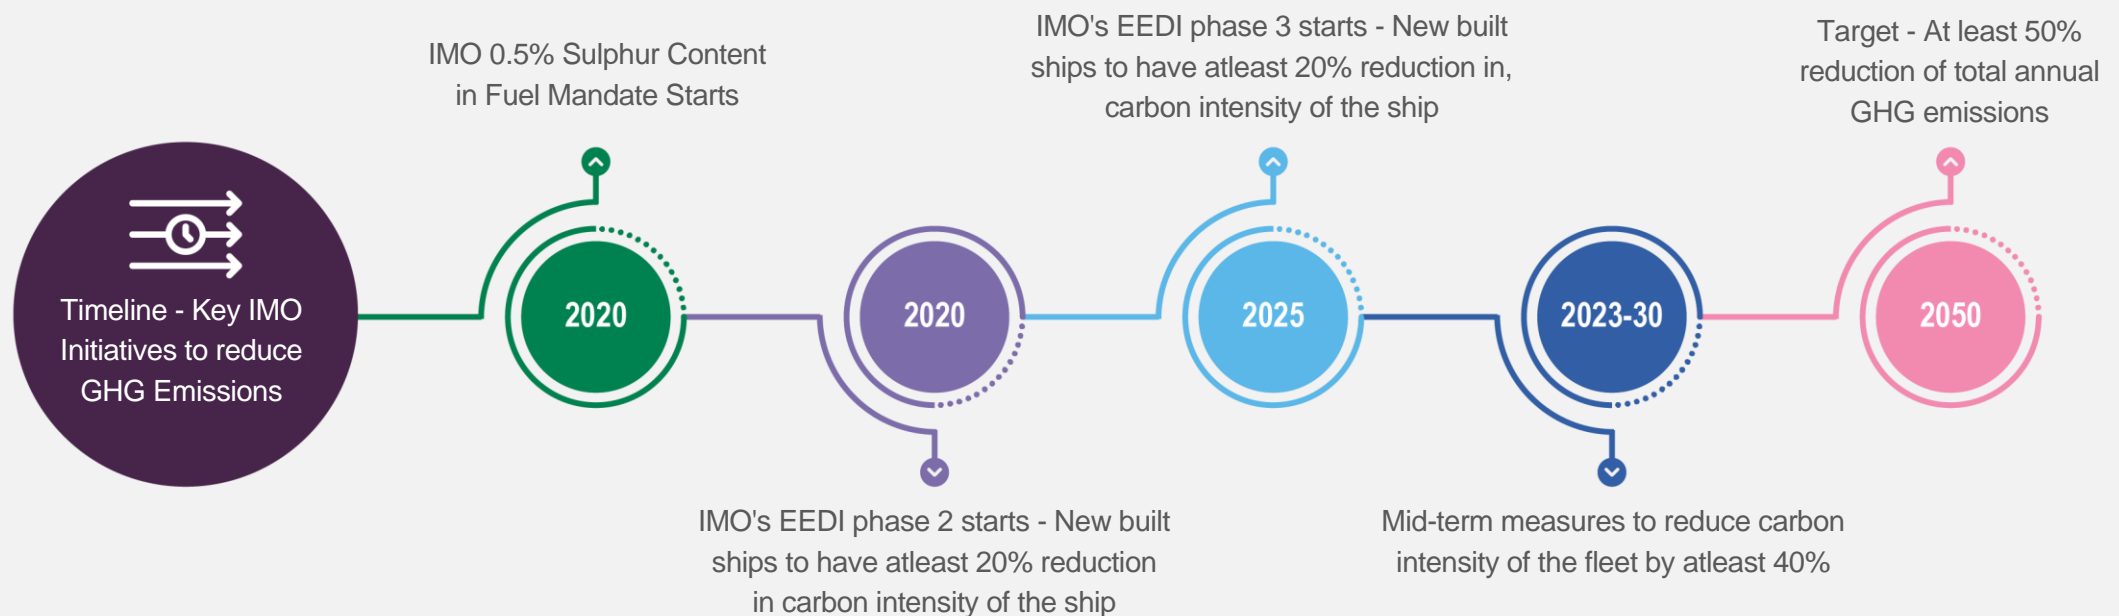 Timeline - Key IMO
Initiatives to reduce
GHG Emissions
IMO 0.5% Sulphur Content
in Fuel Mandate Starts
2020
2020
IMO's EEDI phase 2 starts - New built
ships to have atleast 20% reduction
in carbon intensity of the ship
IMO's EEDI phase 3 starts - New built
ships to have atleast 20% reduction in,
carbon intensity of the ship
2025
2023-30
Mid-term measures to reduce carbon
intensity of the fleet by atleast 40%
Target - At least 50%
reduction of total annual
GHG emissions
2050